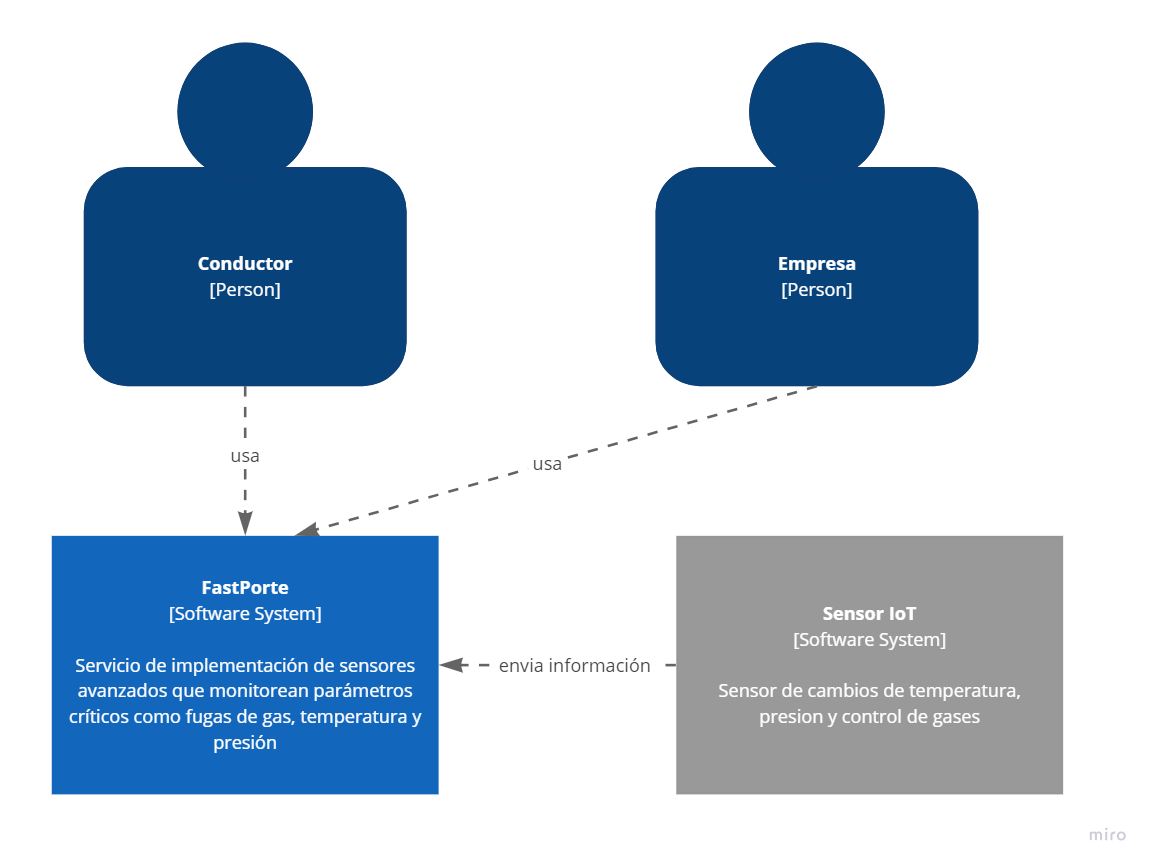 Conductor
[Person]
Empresa
[Person]
usa
usa
FastPorte
[Software System]
Servicio de implementación de sensores
avanzados que monitorean parámetros
críticos como fugas de gas, temperatura y
presión
envia información
Sensor IoT
[Software System]
Sensor de cambios de temperatura,
presion y control de gases
miro